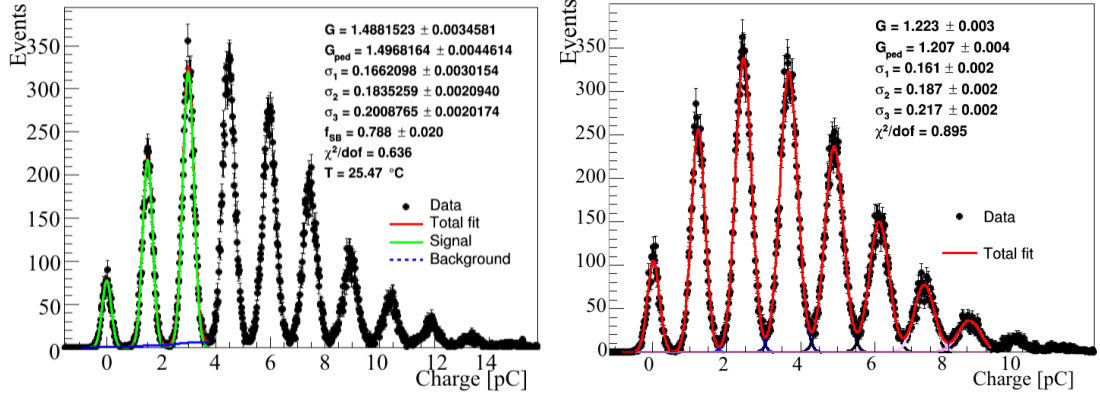 Events
G = 1.4881523 ± 0.0034581
G_ped = 1.4968164 ± 0.0044614
σ_1 = 0.1662098 ± 0.0030154
σ_2 = 0.1835259 ± 0.0020940
σ_3 = 0.2008765 ± 0.0020174
f_SB = 0.788 ± 0.020
χ²/dof = 0.636
T = 25.47 °C
Data
Total fit
Signal
Background
350
300
250
200
150
100
50
0
0 2 4 6 8 10 12 14
Charge [pC]
Events
G = 1.223 ± 0.003
G_ped = 1.207 ± 0.004
σ_1 = 0.161 ± 0.002
σ_2 = 0.187 ± 0.002
σ_3 = 0.217 ± 0.002
χ²/dof = 0.895
Data
Total fit
350
300
250
200
150
100
50
0
0 2 4 6 8 10
Charge [pC]